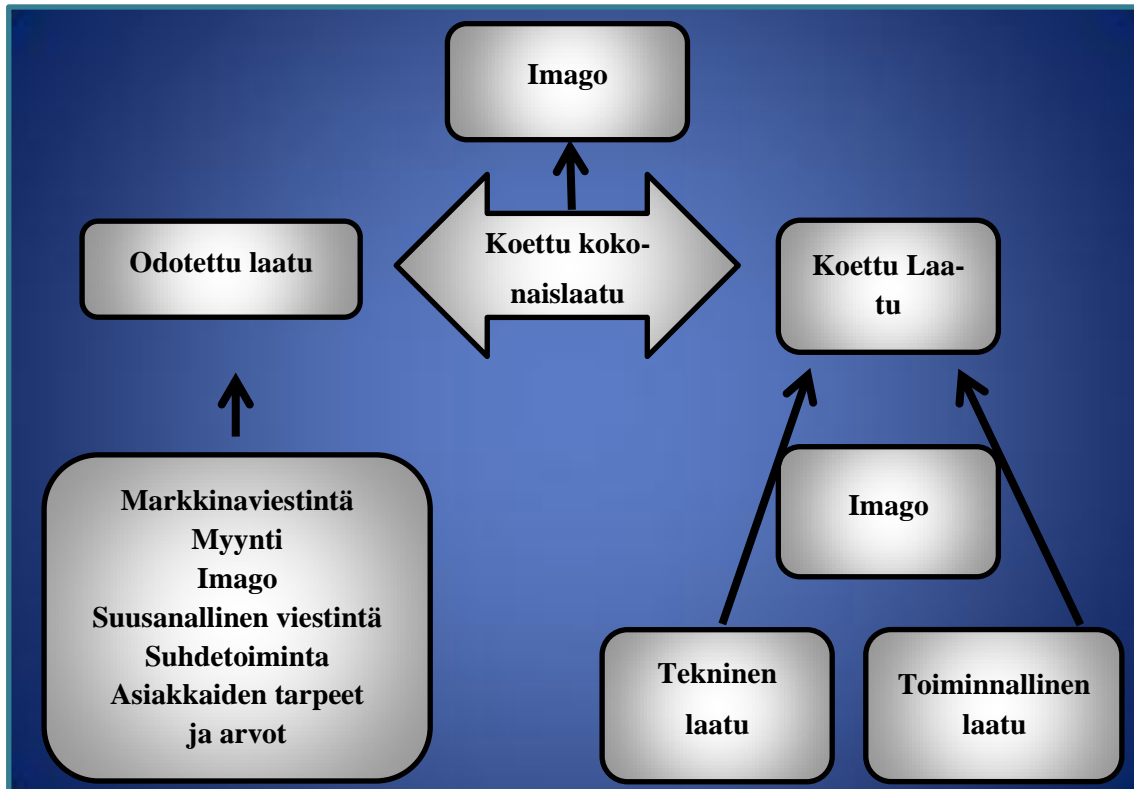 Imago
Odotettu laatu
Koettu koko-
naislaatu
Koettu Laa-
tu
Markkinaviestintä
Myynti
Imago
Suusanallinen viestintä
Suhdetoiminta
Asiakkaiden tarpeet
ja arvot
Imago
Tekninen
laatu
Toiminnallinen
laatu